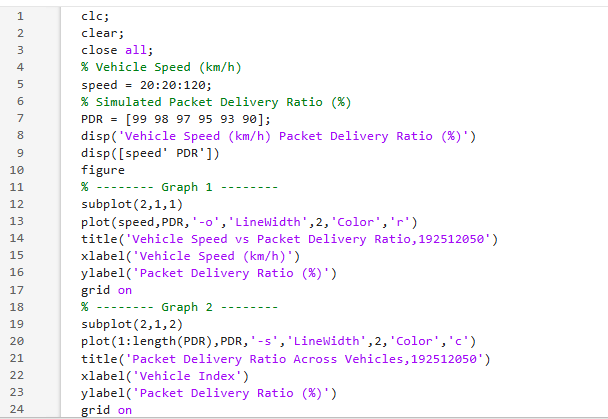 1 clc;
2 clear;
3 close all;
4 % Vehicle Speed (km/h)
5 speed = 20:20:120;
6 % Simulated Packet Delivery Ratio (%)
7 PDR = [99 98 97 95 93 90];
8 disp('Vehicle Speed (km/h) Packet Delivery Ratio (%)')
9 disp([speed' PDR'])
10 figure
11 % -------- Graph 1 --------
12 subplot(2,1,1)
13 plot(speed,PDR,'-o','LineWidth',2,'Color','r')
14 title('Vehicle Speed vs Packet Delivery Ratio,192512050')
15 xlabel('Vehicle Speed (km/h)')
16 ylabel('Packet Delivery Ratio (%)')
17 grid on
18 % -------- Graph 2 --------
19 subplot(2,1,2)
20 plot(1:length(PDR),PDR,'-s','LineWidth',2,'Color','c')
21 title('Packet Delivery Ratio Across Vehicles,192512050')
22 xlabel('Vehicle Index')
23 ylabel('Packet Delivery Ratio (%)')
24 grid on